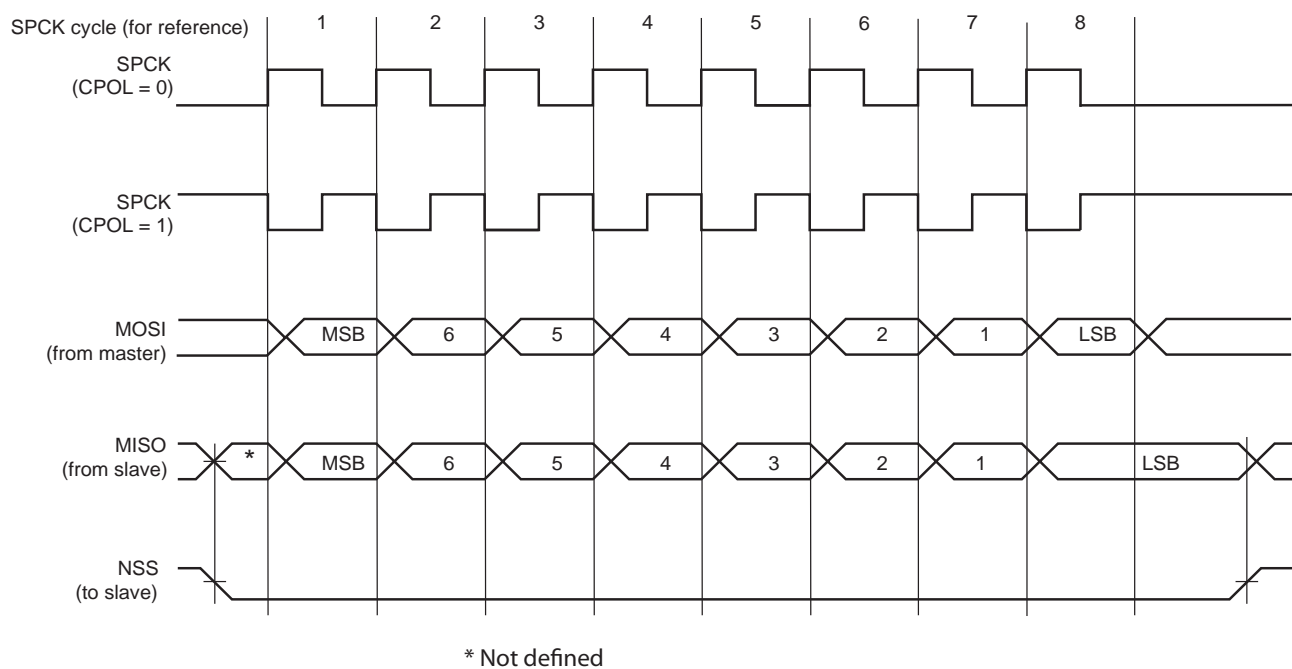 SPCK cycle (for reference) 1 2 3 4 5 6 7 8
SPCK
(CPOL = 0)
SPCK
(CPOL = 1)
MOSI
(from master)
MSB 6 5 4 3 2 1 LSB
MISO
(from slave)
* MSB 6 5 4 3 2 1 LSB
NSS
(to slave)
* Not defined